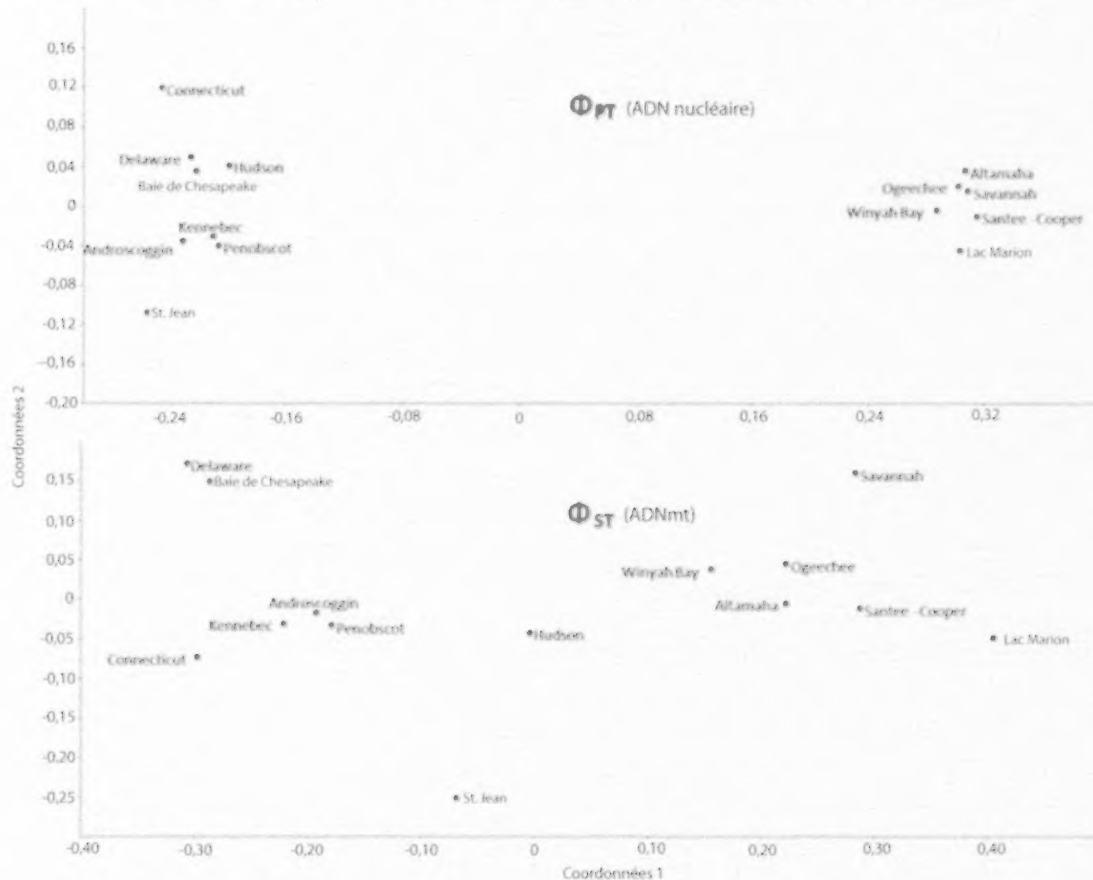 0,16
0,12
Connecticut
Φ PT (ADN nucléaire)
0,08
Delaware
Hudson
0,04
Baie de Chesapeake
Altamaha
Ogeechee
Savannah
0
Winyah Bay
Santee -Cooper
Kennebec
-0,04
Androscoggin
Penobscot
Lac Marion
-0,08
St. Jean
-0,12
-0,16
-0,20
-0,24
-0,16
-0,08
0
0,08
0,16
0,24
0,32
Coordonnées 2
Delaware
0,15
Baie de Chesapeake
Savannah
Φ ST (ADNmt)
0,10
0,05
Winyah Bay
Ogeechee
0
Androscoggin
Altamaha
Santee -Cooper
Kennebec
Penobscot
Hudson
Lac Marion
-0,05
Connecticut
-0,10
-0,15
-0,20
-0,25
St. Jean
-0,40
-0,30
-0,20
-0,10
0
0,10
0,20
0,30
0,40
Coordonnées 1